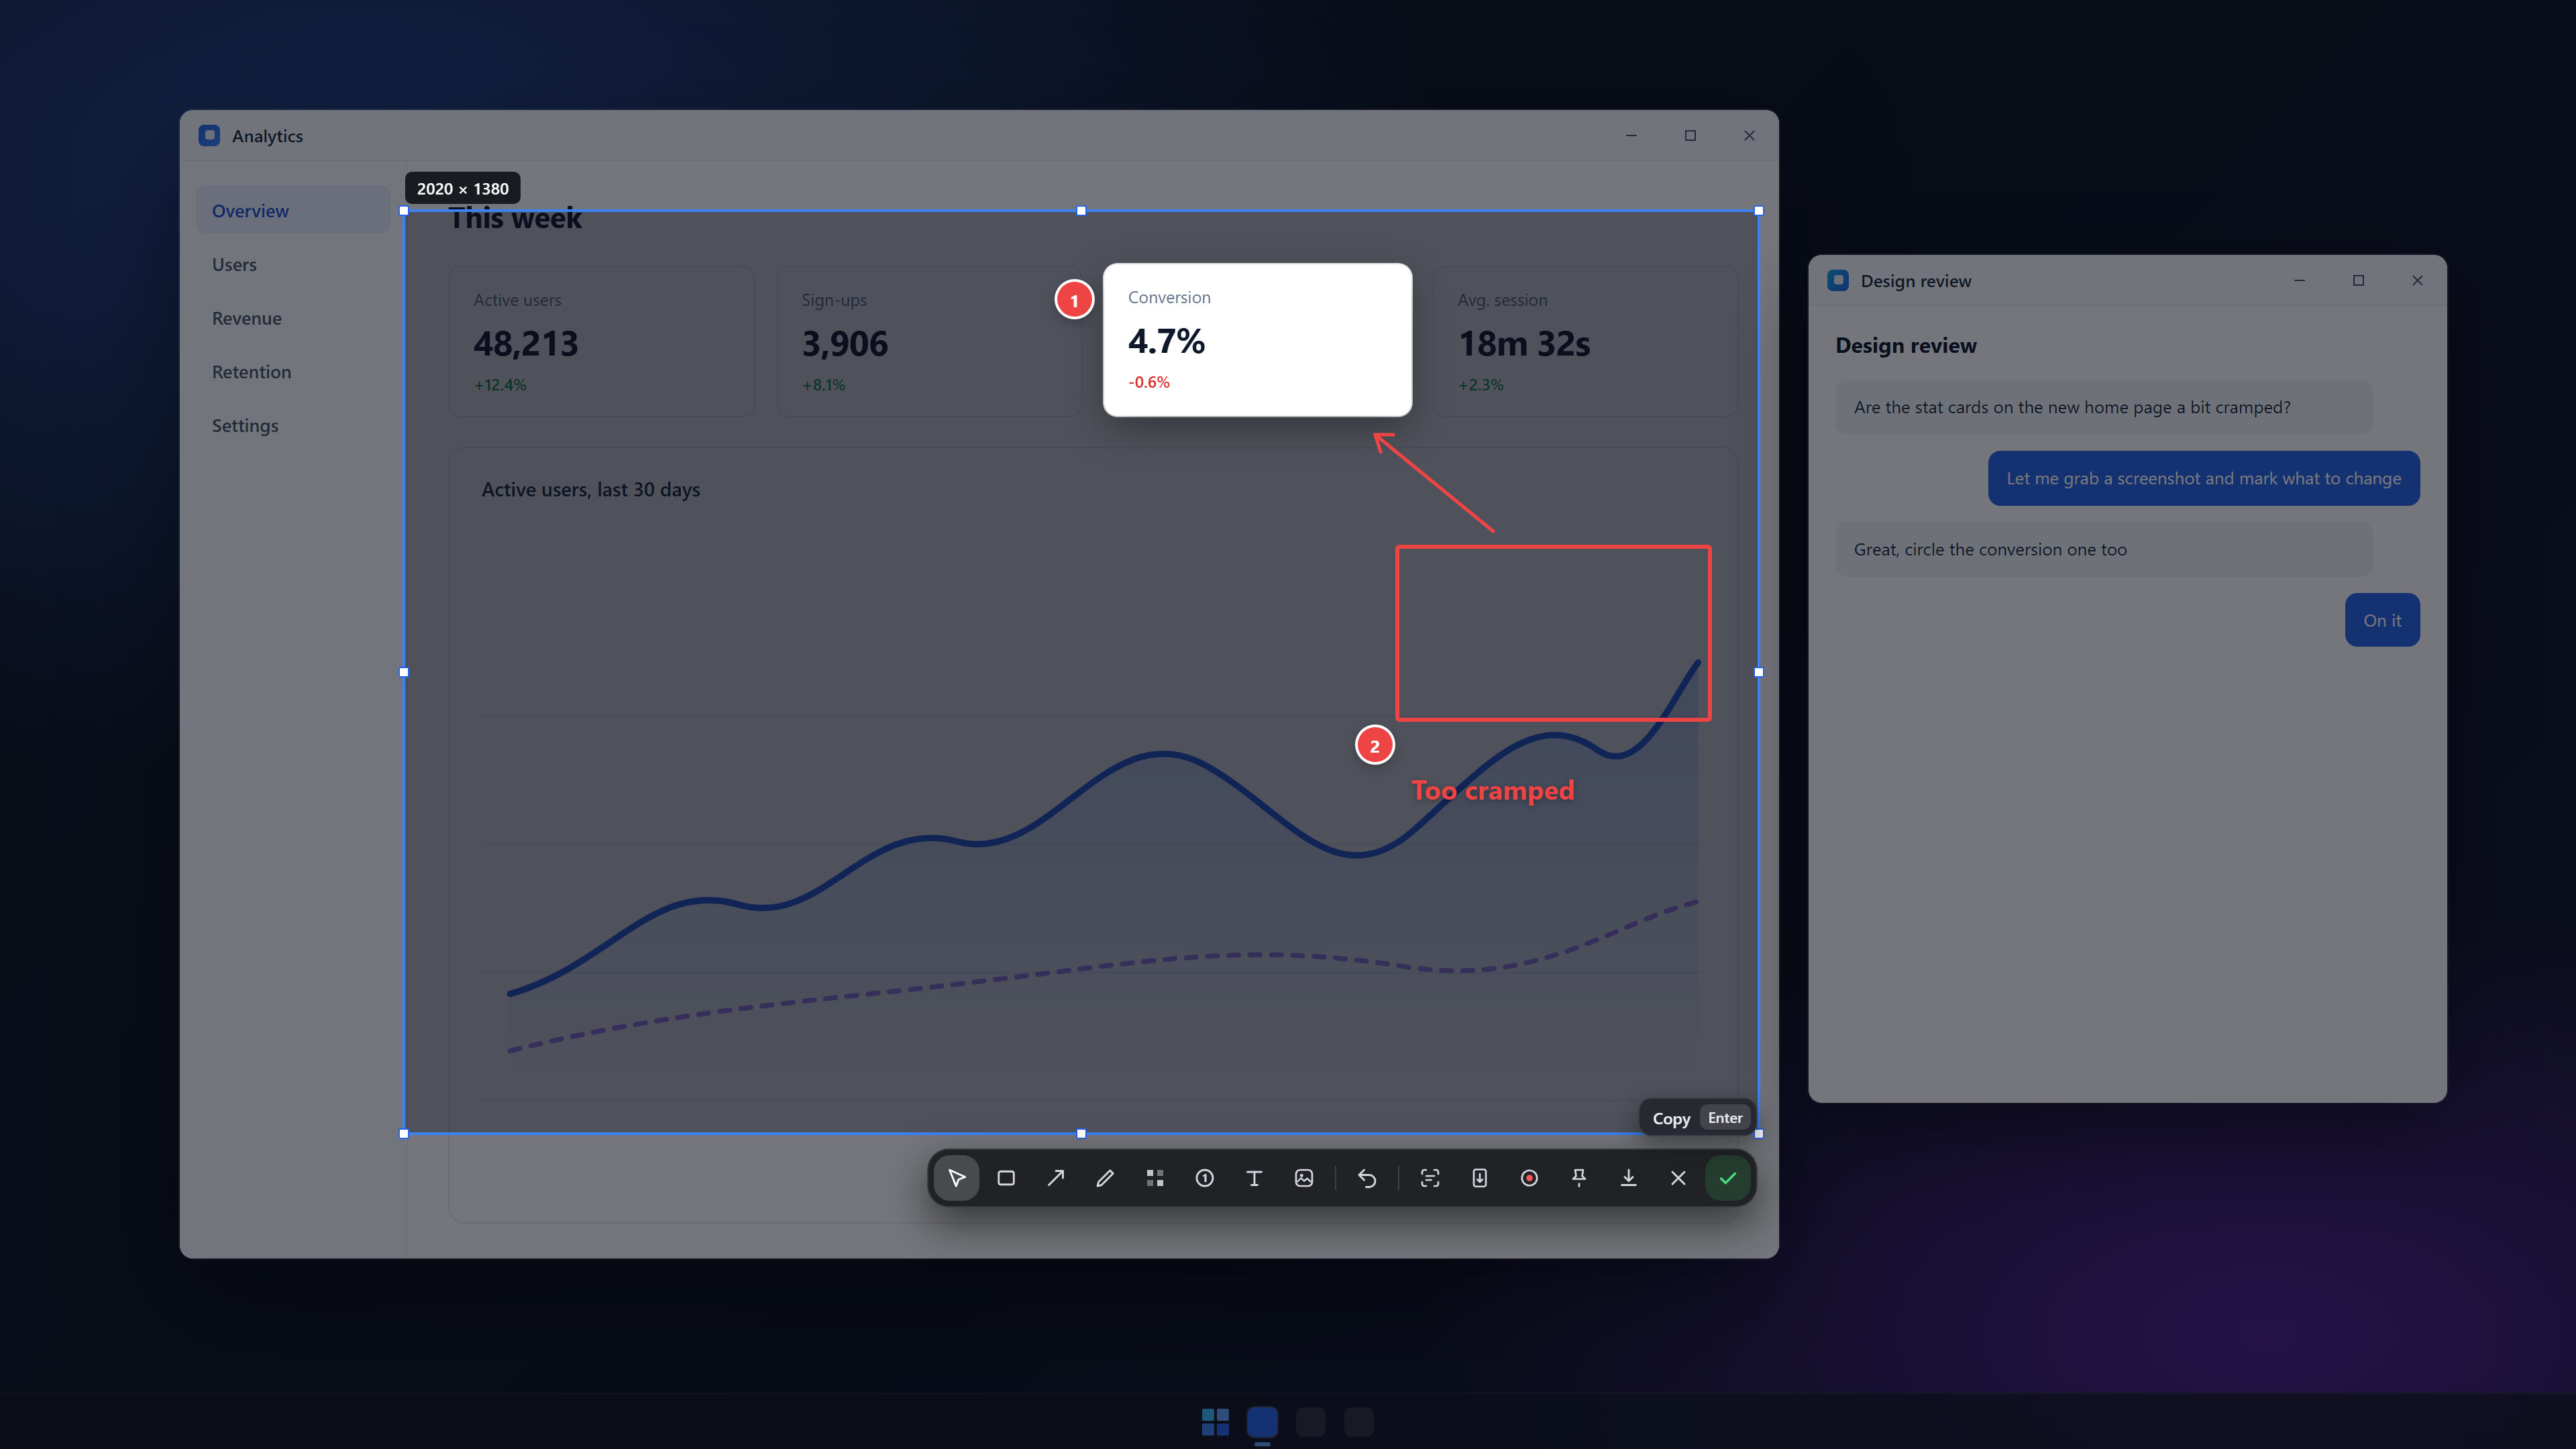 Analytics
2020 × 1380
Overview
Users
Revenue
Retention
Settings
This week
Active users
48,213
+12.4%
Sign-ups
3,906
+8.1%
1
Conversion
4.7%
-0.6%
Avg. session
18m 32s
+2.3%
Active users, last 30 days
2
Too cramped
Copy Enter
1
T
Design review
Design review
Are the stat cards on the new home page a bit cramped?
Let me grab a screenshot and mark what to change
Great, circle the conversion one too
On it